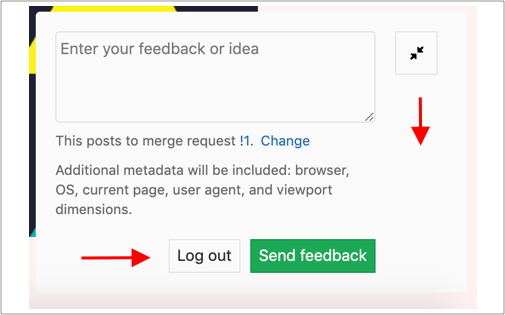 Enter your feedback or idea
This posts to merge request !1. Change
Additional metadata will be included: browser,
OS, current page, user agent, and viewport
dimensions.
Log out Send feedback